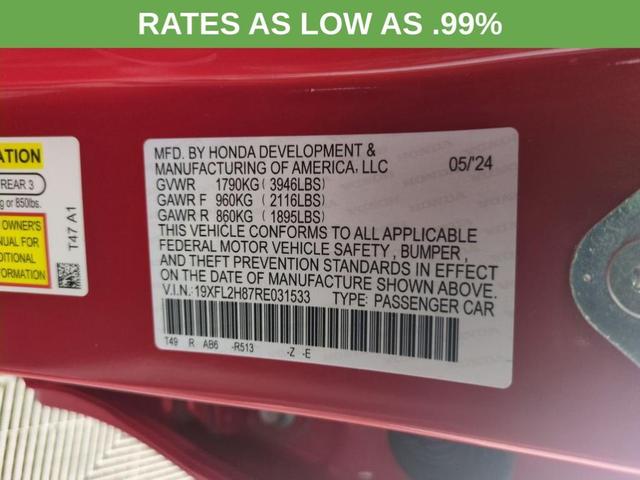 RATES AS LOW AS .99%
ATION
REAR 3
g or 850lbs.
OWNER'S
NUAL FOR
DITIONAL
FORMATION
T47 A1
MFD. BY HONDA DEVELOPMENT &
MANUFACTURING OF AMERICA, LLC 05/'24
GVWR 1790KG (3946LBS)
GAWR F 960KG (2116LBS)
GAWR R 860KG (1895LBS)
THIS VEHICLE CONFORMS TO ALL APPLICABLE
FEDERAL MOTOR VEHICLE SAFETY , BUMPER ,
AND THEFT PREVENTION STANDARDS IN EFFECT
ON THE DATE OF MANUFACTURE SHOWN ABOVE.
V.I.N.:19XFL2H87RE031533 TYPE: PASSENGER CAR
T49 R AB6 -R513 -Z -E